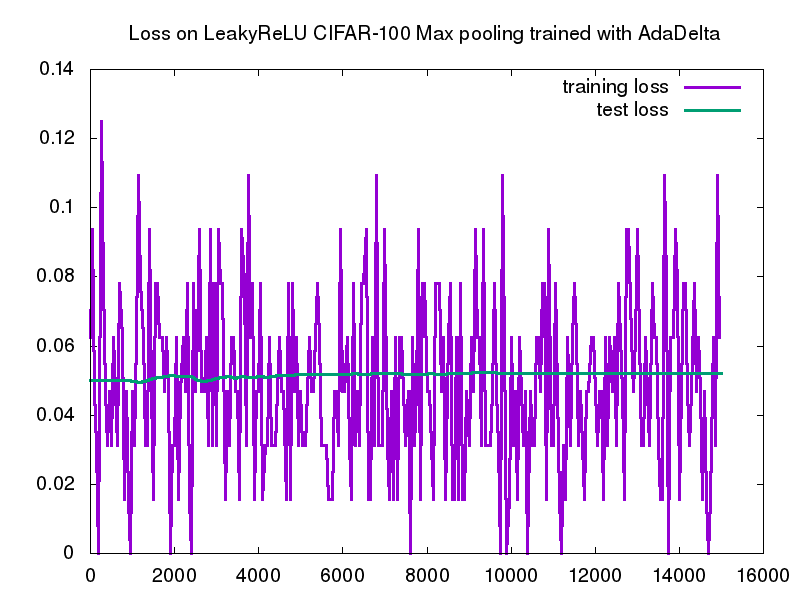 Loss on LeakyReLU CIFAR-100 Max pooling trained with AdaDelta
training loss
test loss
0.14
0.12
0.1
0.08
0.06
0.04
0.02
0
0 2000 4000 6000 8000 10000 12000 14000 16000